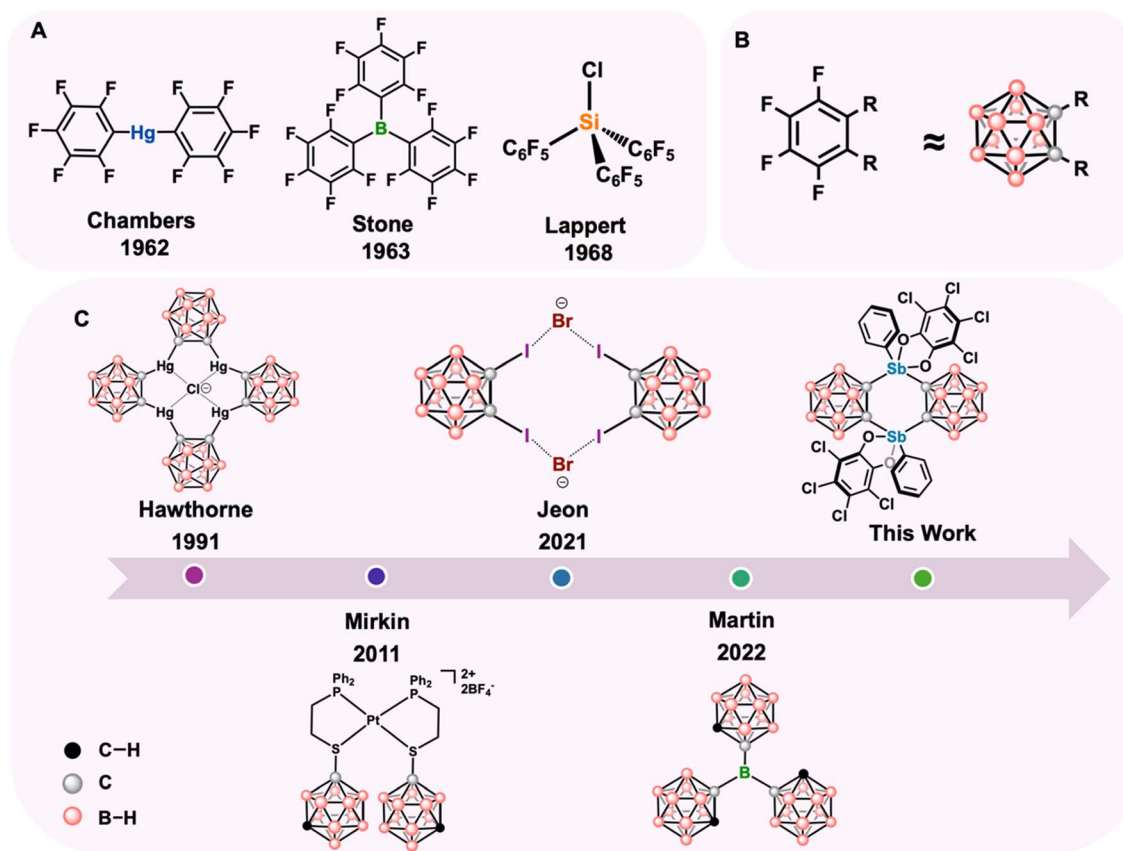 A
F F F F F F F F F F Hg
Chambers
1962
F F F F F F F F F F F F F F F B
Stone
1963
Cl
Si
C6F5 C6F5
C6F5
Lappert
1968
B
F F F F R R
≈
R
R
C
Hg Hg
Cl⊖
Hg Hg
Hawthorne
1991
⊖
Br
I I
I I
Br
⊖
Jeon
2021
Cl Cl
Cl
Cl
O
Sb O
O Sb
O
Cl
Cl
Cl
Cl
This Work
Mirkin
2011
Ph2 Ph2 2+
P P 2BF4-
Pt
S S
Martin
2022
B
C–H
C
B–H